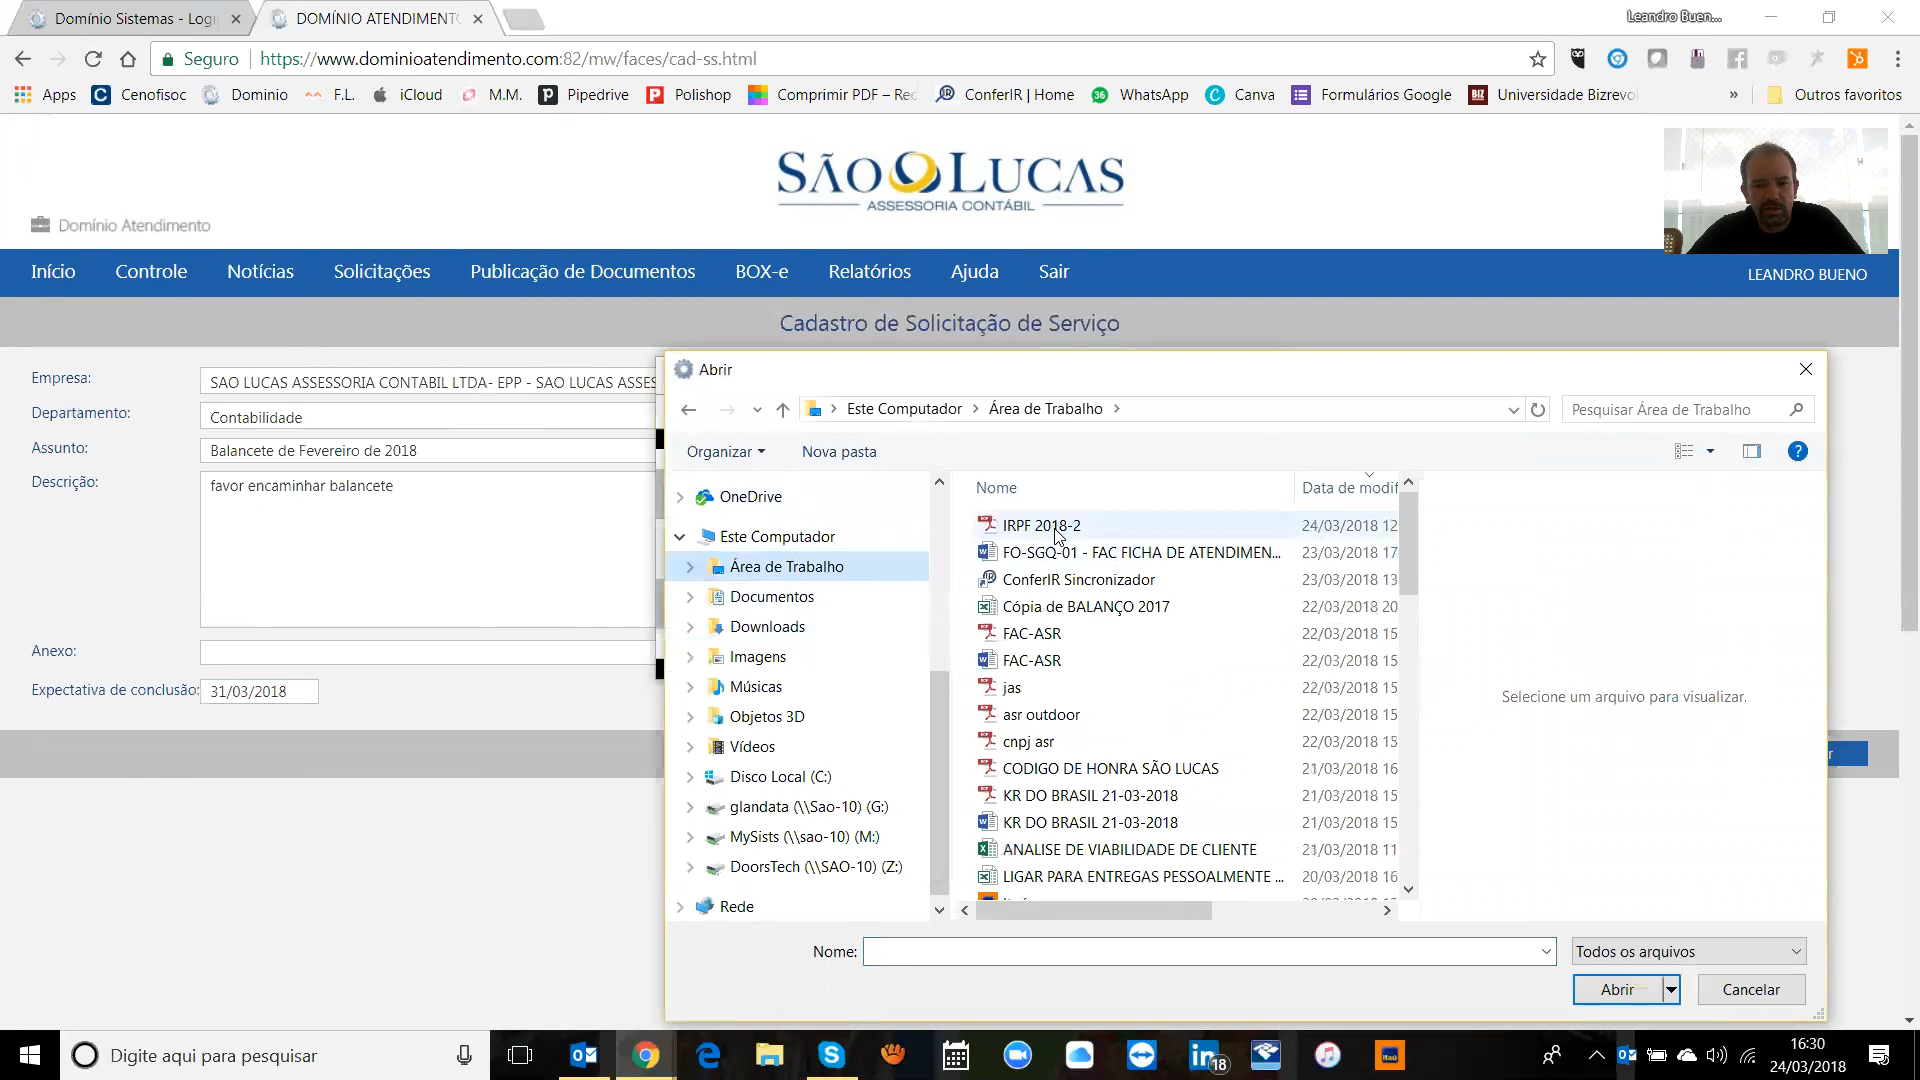 Domínio Sistemas - Logi
DOMÍNIO ATENDIMENTO
Leandro Buen...
Seguro
https://www.dominioatendimento.com:82/mw/faces/cad-ss.html
Apps
Cenofisoc
Dominio
F.L.
iCloud
M.M.
Pipedrive
Polishop
Comprimir PDF – Red
ConferIR | Home
WhatsApp
Canva
Formulários Google
Universidade Bizrevol
»
Outros favoritos
SÃO LUCAS
ASSESSORIA CONTÁBIL
Domínio Atendimento
Início
Controle
Notícias
Solicitações
Publicação de Documentos
BOX-e
Relatórios
Ajuda
Sair
LEANDRO BUENO
Cadastro de Solicitação de Serviço
Empresa:
SAO LUCAS ASSESSORIA CONTABIL LTDA- EPP - SAO LUCAS ASSES
Departamento:
Contabilidade
Assunto:
Balancete de Fevereiro de 2018
Descrição:
favor encaminhar balancete
Anexo:
Expectativa de conclusão:
31/03/2018
Abrir
Este Computador
Área de Trabalho
Pesquisar Área de Trabalho
Organizar
Nova pasta
OneDrive
Este Computador
Área de Trabalho
Documentos
Downloads
Imagens
Músicas
Objetos 3D
Vídeos
Disco Local (C:)
glandata (\\Sao-10) (G:)
MySists (\\sao-10) (M:)
DoorsTech (\\SAO-10) (Z:)
Rede
Nome
Data de modif
IRPF 2018-2
24/03/2018 12
FO-SGQ-01 - FAC FICHA DE ATENDIMEN...
23/03/2018 17
ConferIR Sincronizador
23/03/2018 13
Cópia de BALANÇO 2017
22/03/2018 20
FAC-ASR
22/03/2018 15
FAC-ASR
22/03/2018 15
jas
22/03/2018 15
asr outdoor
22/03/2018 15
cnpj asr
22/03/2018 15
CODIGO DE HONRA SÃO LUCAS
21/03/2018 16
KR DO BRASIL 21-03-2018
21/03/2018 15
KR DO BRASIL 21-03-2018
21/03/2018 15
ANALISE DE VIABILIDADE DE CLIENTE
21/03/2018 11
LIGAR PARA ENTREGAS PESSOALMENTE ...
20/03/2018 16
Selecione um arquivo para visualizar.
Nome:
Todos os arquivos
Abrir
Cancelar
Digite aqui para pesquisar
18
16:30
24/03/2018